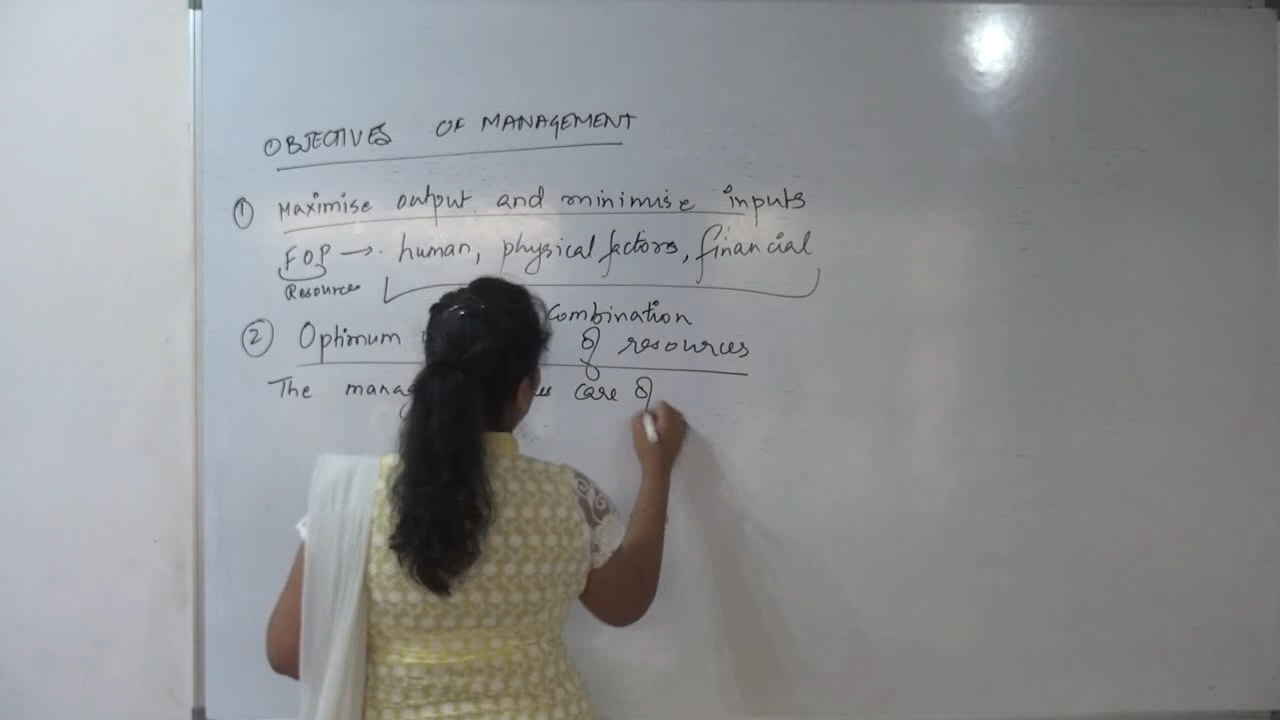 OBJECTIVES OF MANAGEMENT
① Maximise output and minimise inputs
FOP → human, physical factors, financial
Resources
Combination
② Optimum of resources
The care of